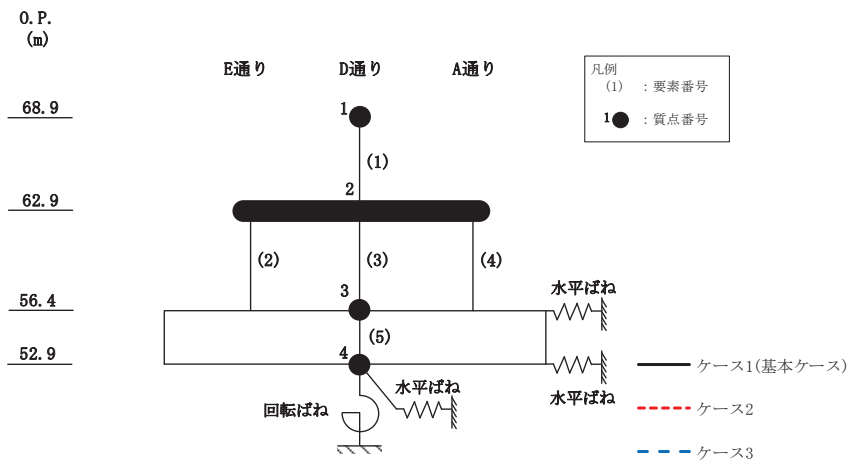 O.P.
(m)
E通り
D通り
A通り
凡例
(1) :要素番号
1 :質点番号
68.9
1
(1)
2
62.9
(2)
(3)
(4)
3
水平ばね
56.4
(5)
4
52.9
水平ばね
水平ばね
回転ばね
ケース1(基本ケース)
ケース2
ケース3